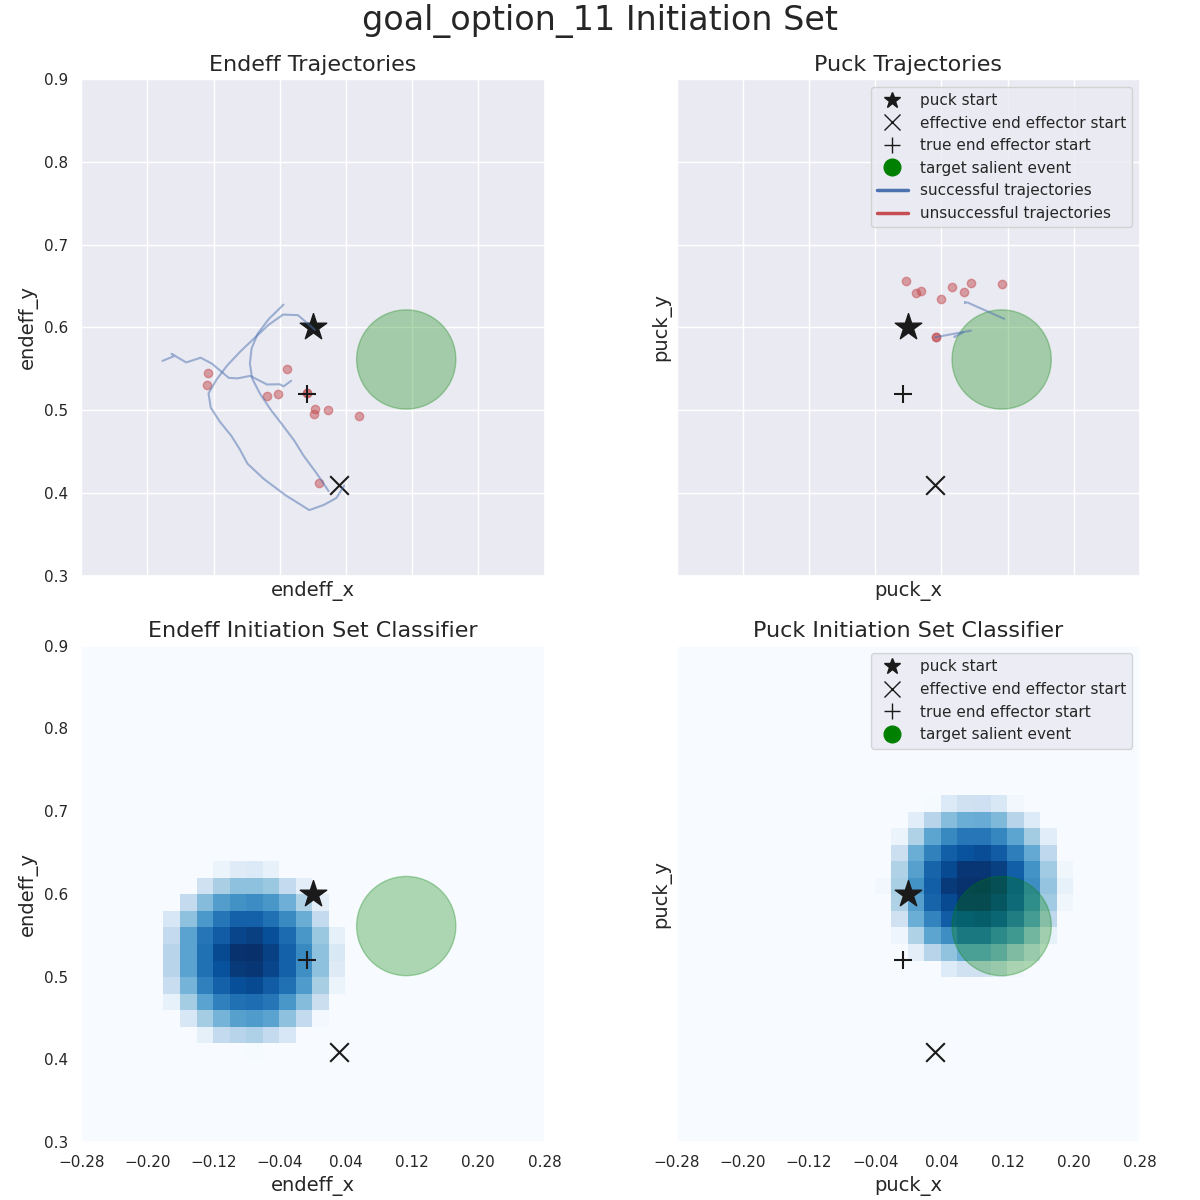 goal_option_11 Initiation Set
Endeff Trajectories
0.9
0.8
0.7
0.6
0.5
0.4
0.3
endeff_y
endeff_x
Puck Trajectories
puck start
effective end effector start
true end effector start
target salient event
successful trajectories
unsuccessful trajectories
puck_y
puck_x
Endeff Initiation Set Classifier
0.9
0.8
0.7
0.6
0.5
0.4
0.3
endeff_y
−0.28 −0.20 −0.12 −0.04 0.04 0.12 0.20 0.28
endeff_x
Puck Initiation Set Classifier
puck start
effective end effector start
true end effector start
target salient event
puck_y
−0.28 −0.20 −0.12 −0.04 0.04 0.12 0.20 0.28
puck_x